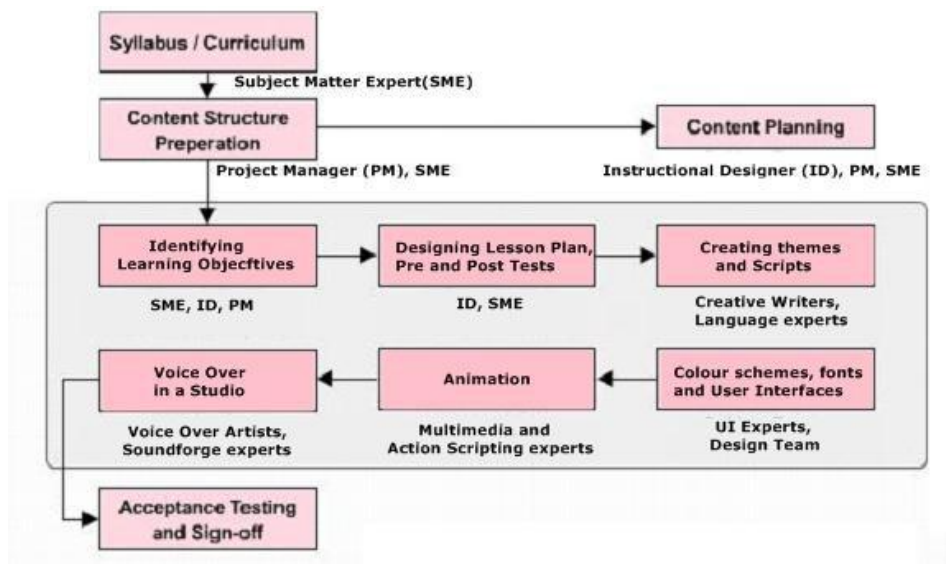 Syllabus / Curriculum
Subject Matter Expert(SME)
Content Structure
Preperation
Content Planning
Project Manager (PM), SME
Instructional Designer (ID), PM, SME
Identifying
Learning Objecftives
Designing Lesson Plan,
Pre and Post Tests
Creating themes
and Scripts
SME, ID, PM
ID, SME
Creative Writers,
Language experts
Voice Over
in a Studio
Animation
Colour schemes, fonts
and User Interfaces
Voice Over Artists,
Soundforge experts
Multimedia and
Action Scripting experts
UI Experts,
Design Team
Acceptance Testing
and Sign-off